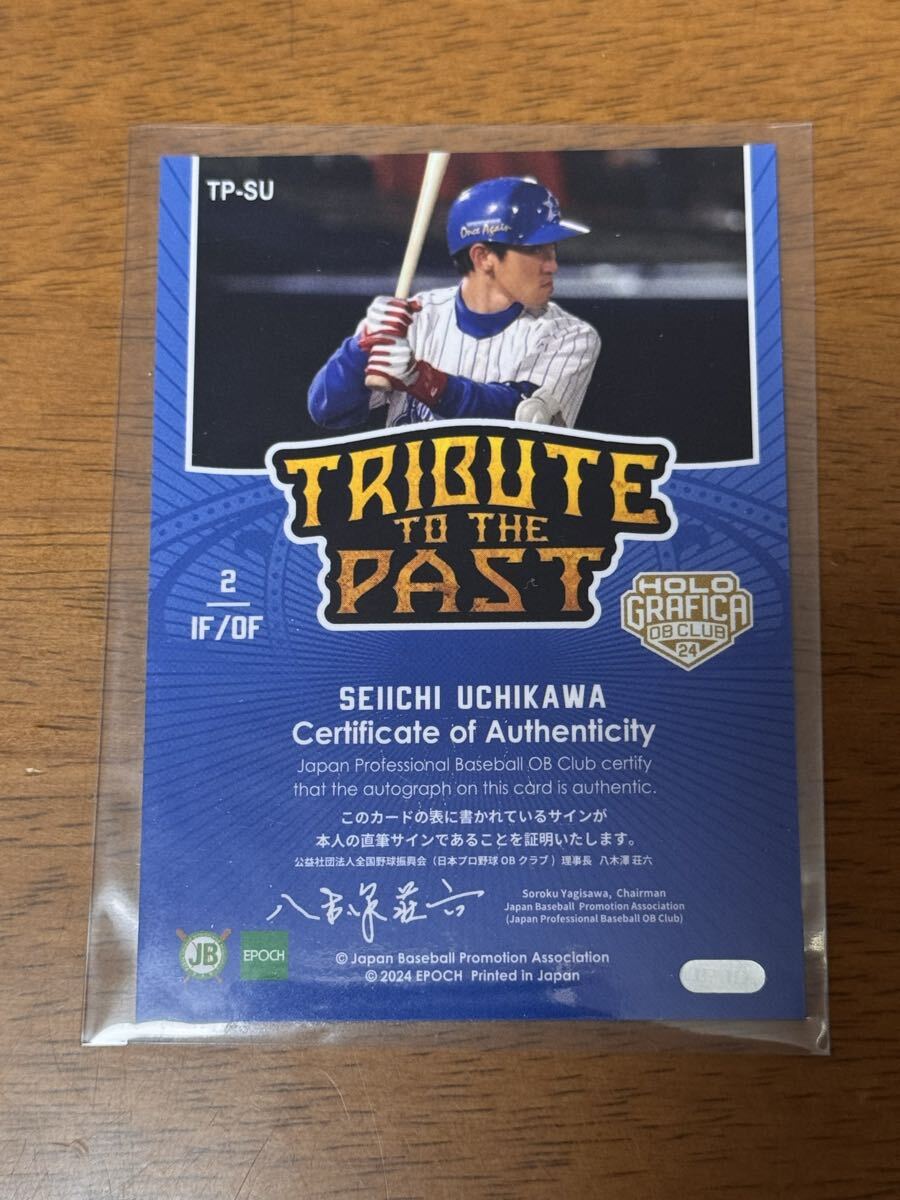 TP-SU
Once Again
TRIBUTE
TO THE
PAST
2
IF/OF
HOLO
GRAFICA
OB CLUB
24
SEIICHI UCHIKAWA
Certificate of Authenticity
Japan Professional Baseball OB Club certify
that the autograph on this card is authentic.
このカードの表に書かれているサインが
本人の直筆サインであることを証明いたします。
公益社団法人全国野球振興会（日本プロ野球OBクラブ）理事長 八木澤 荘六
八木澤荘六
Soroku Yagisawa, Chairman
Japan Baseball Promotion Association
(Japan Professional Baseball OB Club)
JB
EPOCH
© Japan Baseball Promotion Association
© 2024 EPOCH Printed in Japan